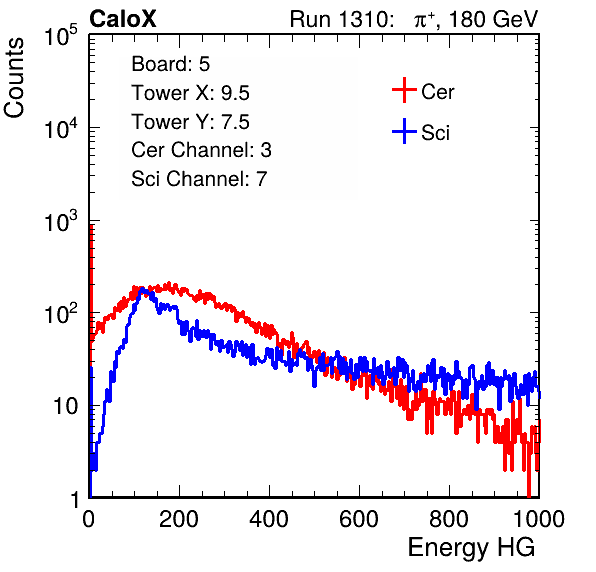 CaloX Run 1310: π⁺, 180 GeV
Counts
Board: 5
Tower X: 9.5
Tower Y: 7.5
Cer Channel: 3
Sci Channel: 7
Cer
Sci
10⁵
10⁴
10³
10²
10
1
0 200 400 600 800 1000
Energy HG